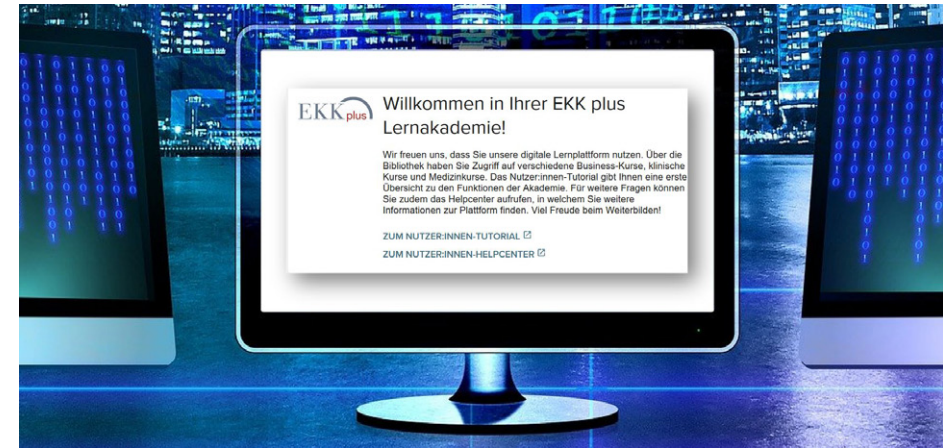 EKK plus
Willkommen in Ihrer EKK plus
Lernakademie!
Wir freuen uns, dass Sie unsere digitale Lernplattform nutzen. Über die
Bibliothek haben Sie Zugriff auf verschiedene Business-Kurse, klinische
Kurse und Medizinkurse. Das Nutzer:innen-Tutorial gibt Ihnen eine erste
Übersicht zu den Funktionen der Akademie. Für weitere Fragen können
Sie zudem das Helpcenter aufrufen, in welchem Sie weitere
Informationen zur Plattform finden. Viel Freude beim Weiterbilden!
ZUM NUTZER:INNEN-TUTORIAL
ZUM NUTZER:INNEN-HELPCENTER